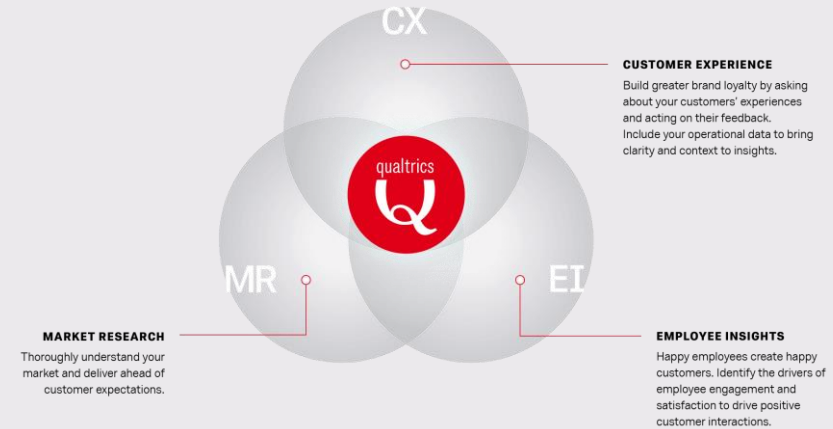 CX
CUSTOMER EXPERIENCE
Build greater brand loyalty by asking
about your customers' experiences
and acting on their feedback.
Include your operational data to bring
clarity and context to insights.
qualtrics
Q
MR
EI
MARKET RESEARCH
Thoroughly understand your
market and deliver ahead of
customer expectations.
EMPLOYEE INSIGHTS
Happy employees create happy
customers. Identify the drivers of
employee engagement and
satisfaction to drive positive
customer interactions.